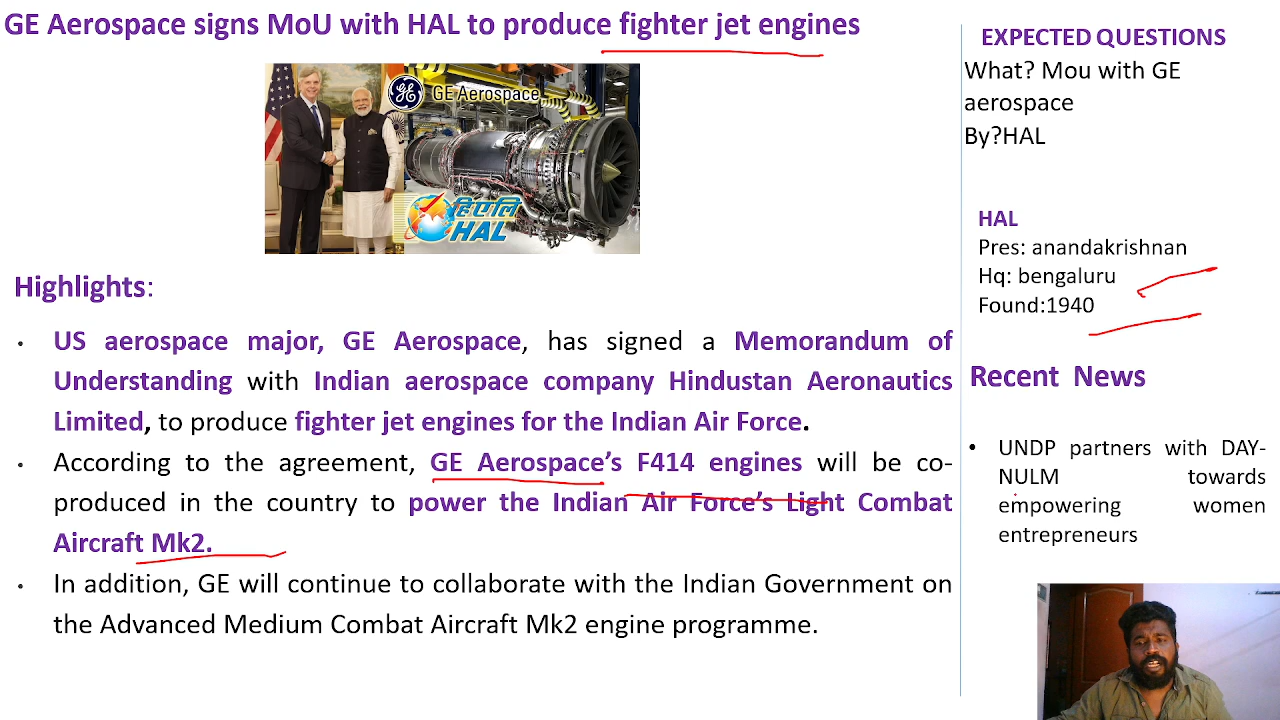 GE Aerospace signs MoU with HAL to produce fighter jet engines
GE Aerospace
हिएलि
HAL
Highlights:
• US aerospace major, GE Aerospace, has signed a Memorandum of
Understanding with Indian aerospace company Hindustan Aeronautics
Limited, to produce fighter jet engines for the Indian Air Force.
• According to the agreement, GE Aerospace’s F414 engines will be co-
produced in the country to power the Indian Air Force’s Light Combat
Aircraft Mk2.
• In addition, GE will continue to collaborate with the Indian Government on
the Advanced Medium Combat Aircraft Mk2 engine programme.
EXPECTED QUESTIONS
What? Mou with GE
aerospace
By?HAL
HAL
Pres: anandakrishnan
Hq: bengaluru
Found:1940
Recent News
• UNDP partners with DAY-
NULM towards
empowering women
entrepreneurs